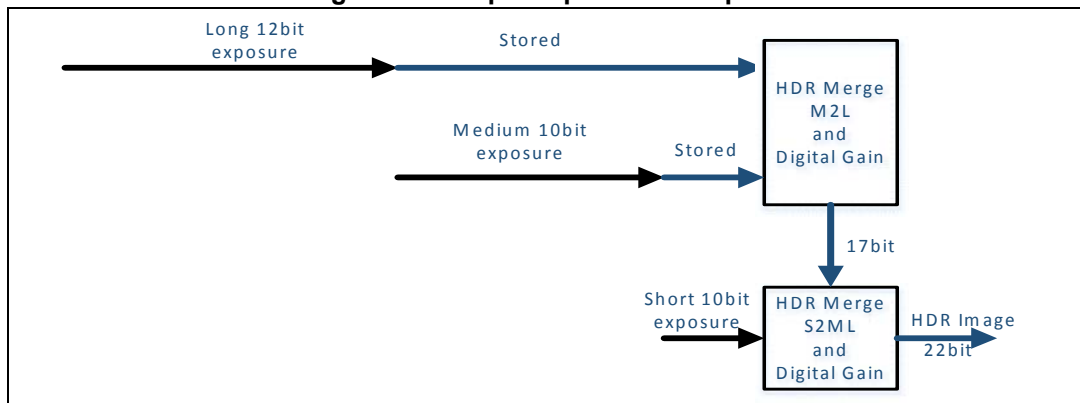 Long 12bit
exposure
Stored
HDR Merge
M2L
and
Digital Gain
Medium 10bit
exposure
Stored
17bit
Short 10bit
exposure
HDR Merge
S2ML
and
Digital Gain
HDR Image
22bit